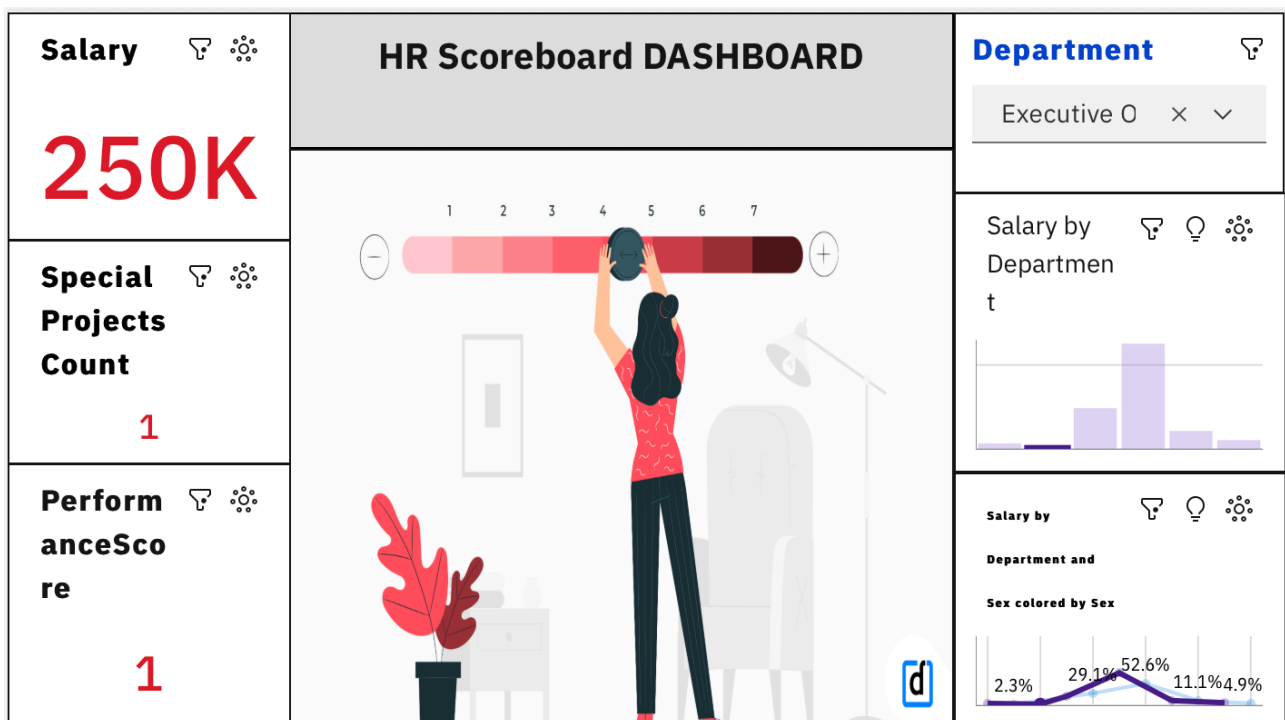 Salary
250K
Special
Projects
Count
1
Perform
anceSco
re
1
HR Scoreboard DASHBOARD
1 2 3 4 5 6 7
Department
Executive O
Salary by
Departmen
t
Salary by
Department and
Sex colored by Sex
2.3% 29.1% 52.6% 11.1% 4.9%